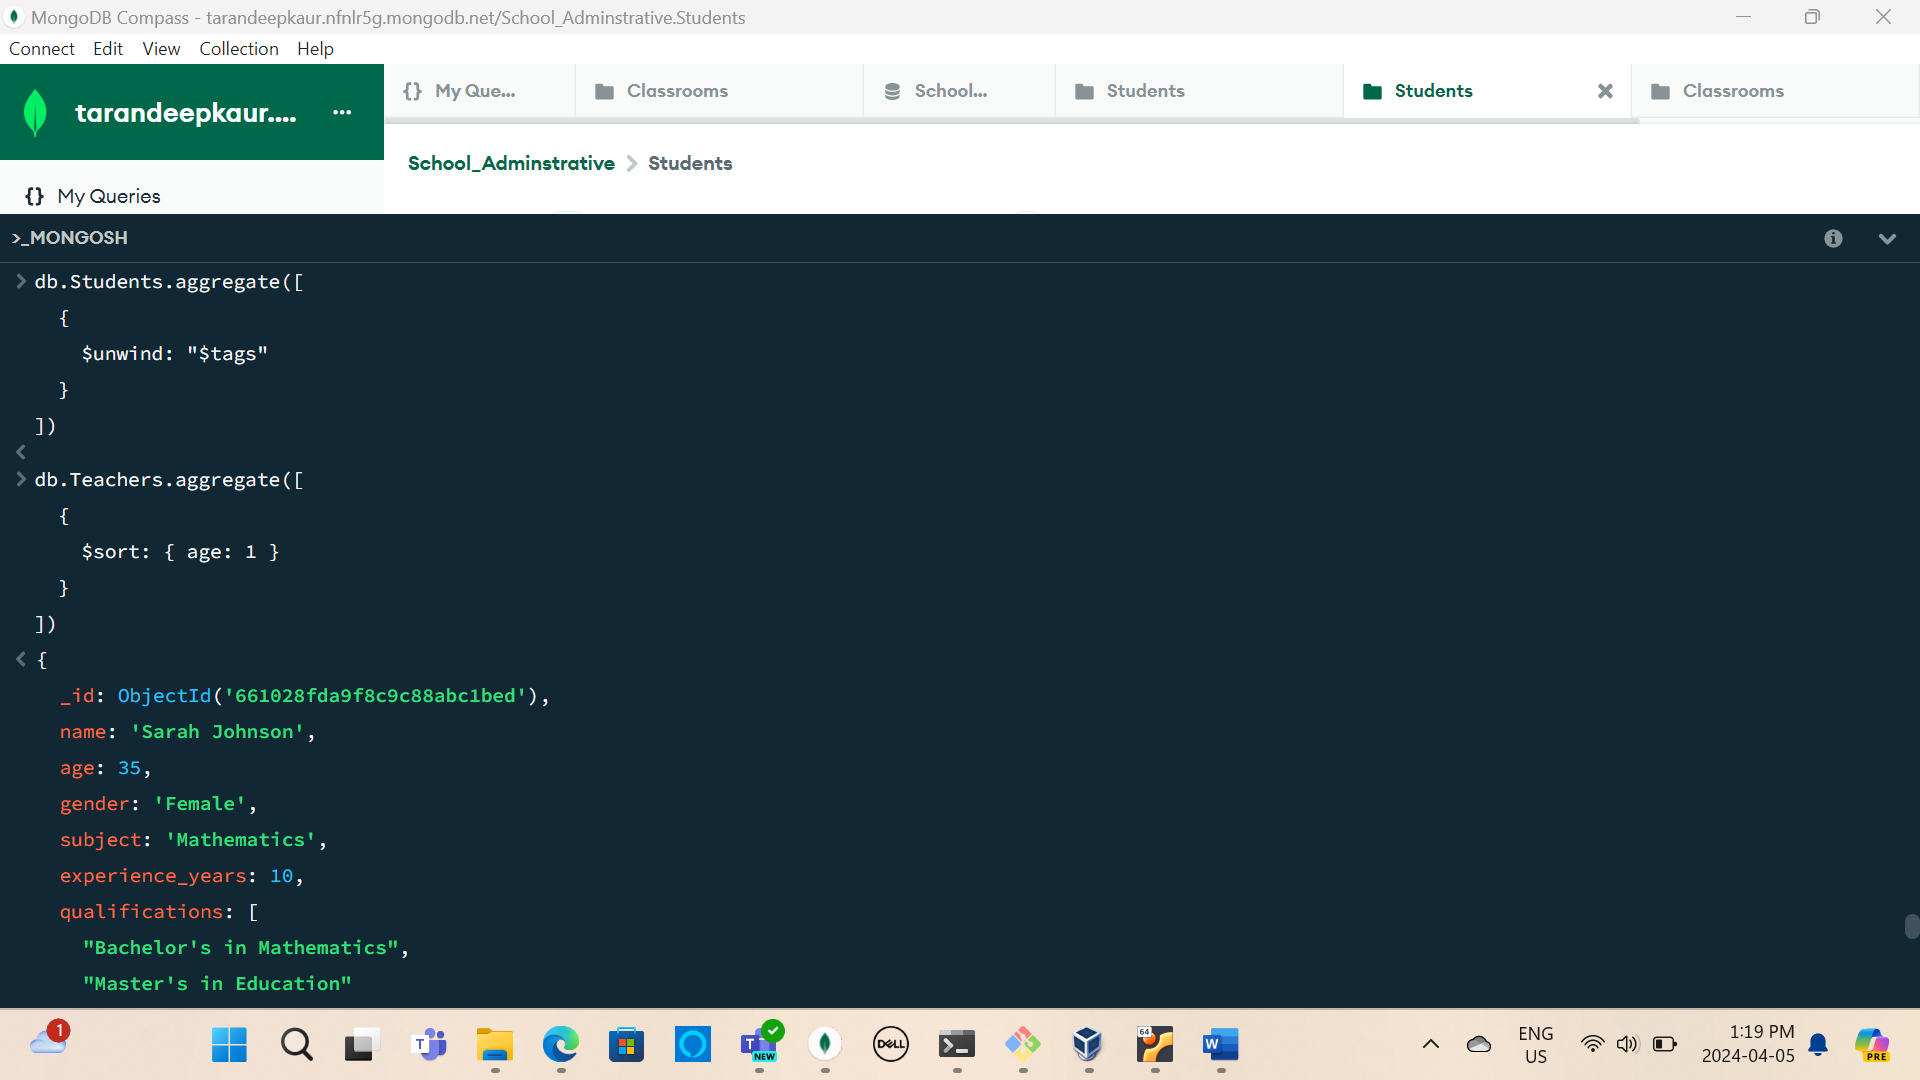 MongoDB Compass - tarandeepkaur.nfnlr5g.mongodb.net/School_Adminstrative.Students
Connect Edit View Collection Help
tarandeepkaur.... ...
{} My Que... Classrooms School... Students Students Classrooms
School_Adminstrative > Students
{} My Queries
>_MONGOSH
> db.Students.aggregate([
{
$unwind: "$tags"
}
])
<
> db.Teachers.aggregate([
{
$sort: { age: 1 }
}
])
< {
_id: ObjectId('661028fda9f8c9c88abc1bed'),
name: 'Sarah Johnson',
age: 35,
gender: 'Female',
subject: 'Mathematics',
experience_years: 10,
qualifications: [
"Bachelor's in Mathematics",
"Master's in Education"
1
T
T
NEW
DELL
64
W
ENG
US
1:19 PM
2024-04-05
PRE